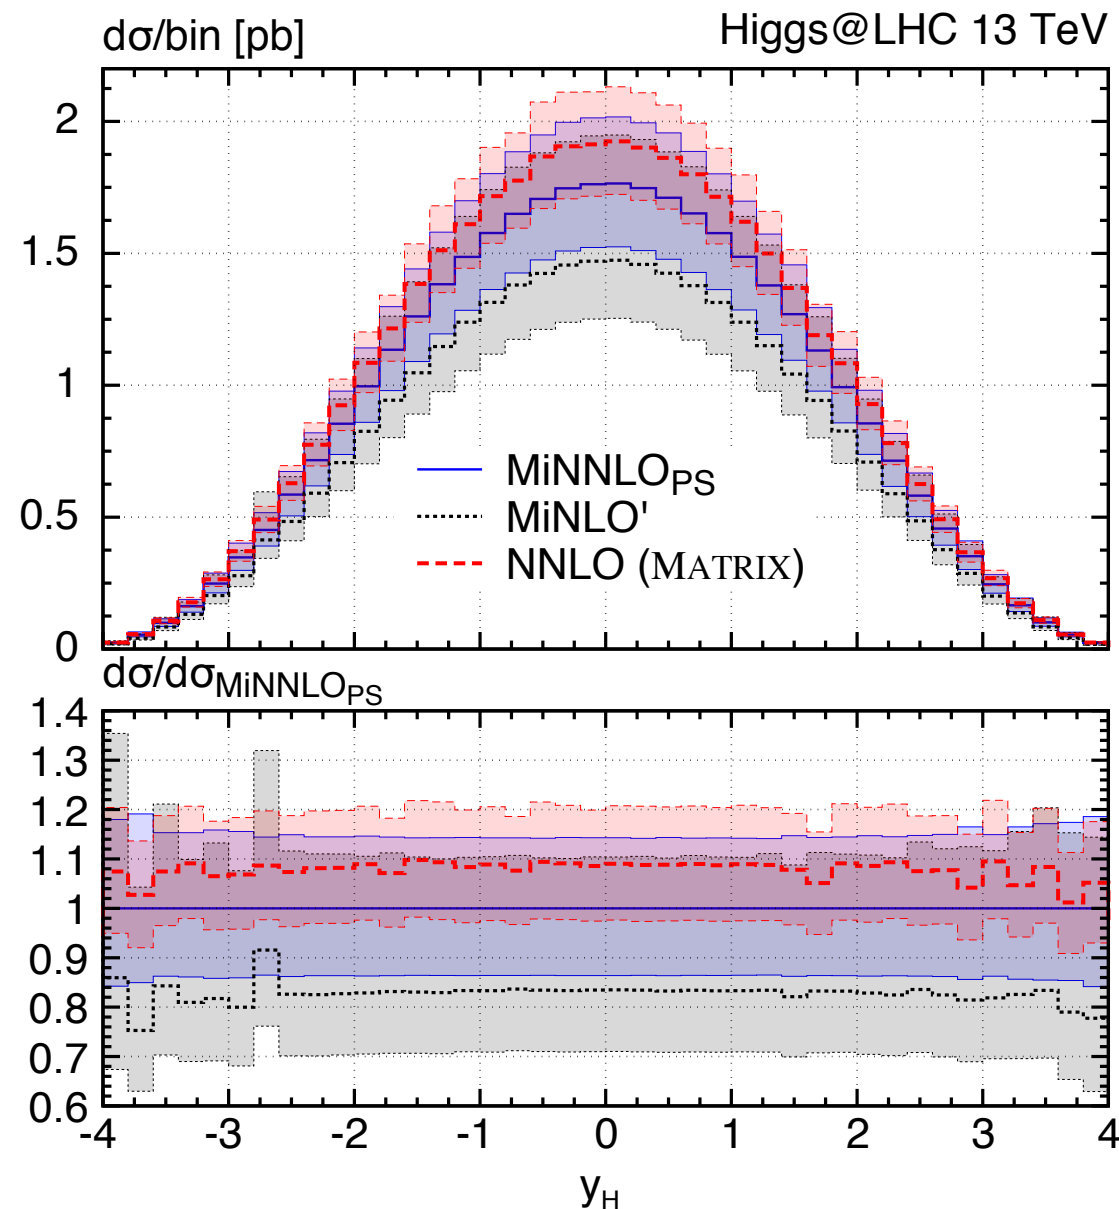 dσ/bin [pb] Higgs@LHC 13 TeV
2
1.5
1
0.5
0
MiNNLOPS
MiNLO'
NNLO (MATRIX)
dσ/dσMiNNLOPS
1.4
1.3
1.2
1.1
1
0.9
0.8
0.7
0.6
-4 -3 -2 -1 0 1 2 3 4
yH